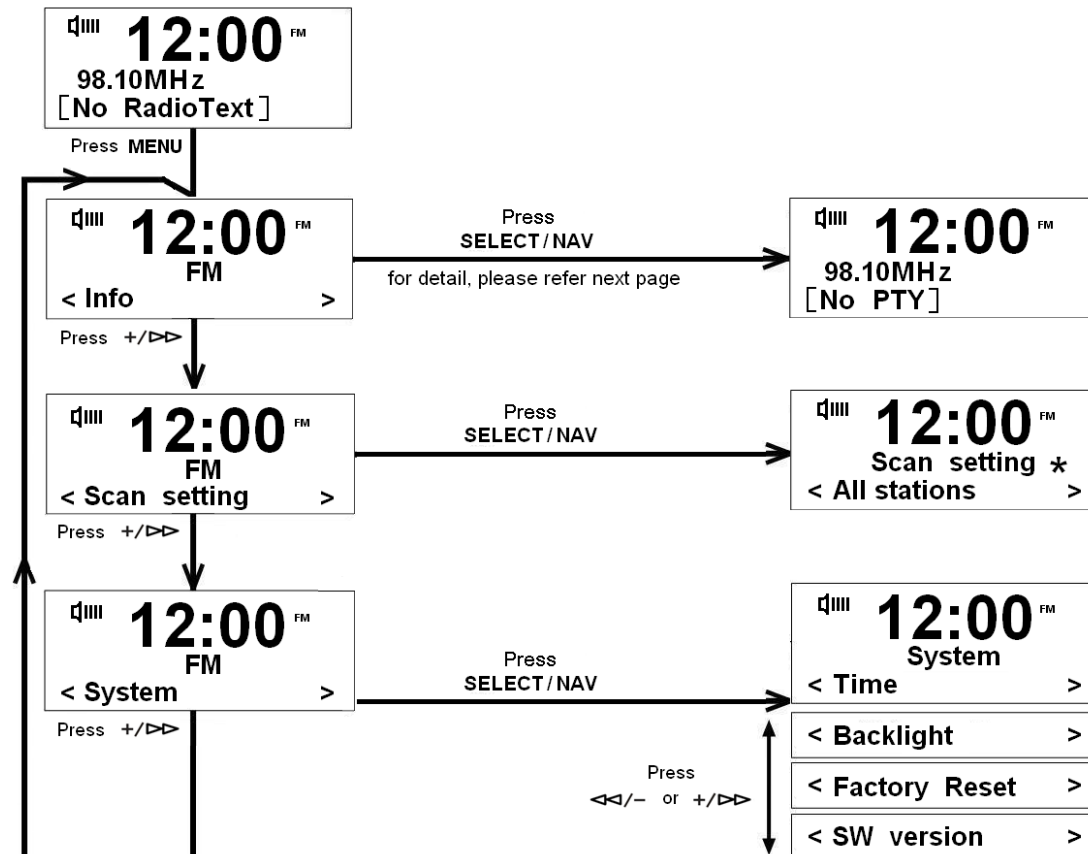 12:00 FM
98.10MHz
[No RadioText]
Press MENU
12:00 FM
FM
< Info >
Press
SELECT/NAV
for detail, please refer next page
12:00 FM
98.10MHz
[No PTY]
Press +/▷▷
12:00 FM
FM
< Scan setting >
Press
SELECT/NAV
12:00 FM
Scan setting *
< All stations >
Press +/▷▷
12:00 FM
FM
< System >
Press
SELECT/NAV
12:00 FM
System
< Time >
Press +/▷▷
< Backlight >
Press
◁◁/− or +/▷▷
< Factory Reset >
< SW version >